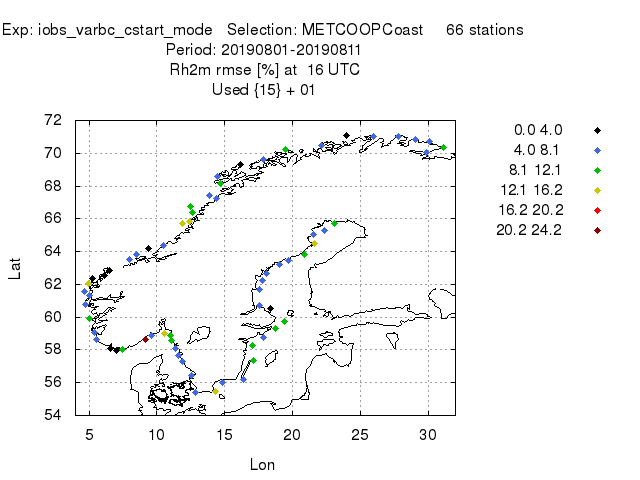 Exp: iobs_varbc_cstart_mode Selection: METCOOPCoast 66 stations
Period: 20190801-20190811
Rh2m rmse [%] at 16 UTC
Used {15} + 01
72
70
68
66
64
62
60
58
56
54
Lat
5 10 15 20 25 30
Lon
0.0 4.0
4.0 8.1
8.1 12.1
12.1 16.2
16.2 20.2
20.2 24.2